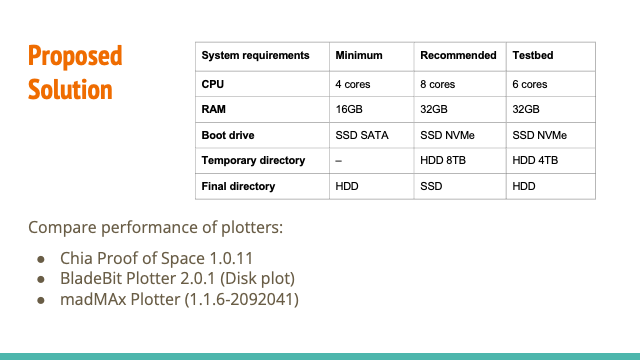 Proposed
Solution
System requirements Minimum Recommended Testbed
CPU 4 cores 8 cores 6 cores
RAM 16GB 32GB 32GB
Boot drive SSD SATA SSD NVMe SSD NVMe
Temporary directory – HDD 8TB HDD 4TB
Final directory HDD SSD HDD
Compare performance of plotters:
● Chia Proof of Space 1.0.11
● BladeBit Plotter 2.0.1 (Disk plot)
● madMAx Plotter (1.1.6-2092041)